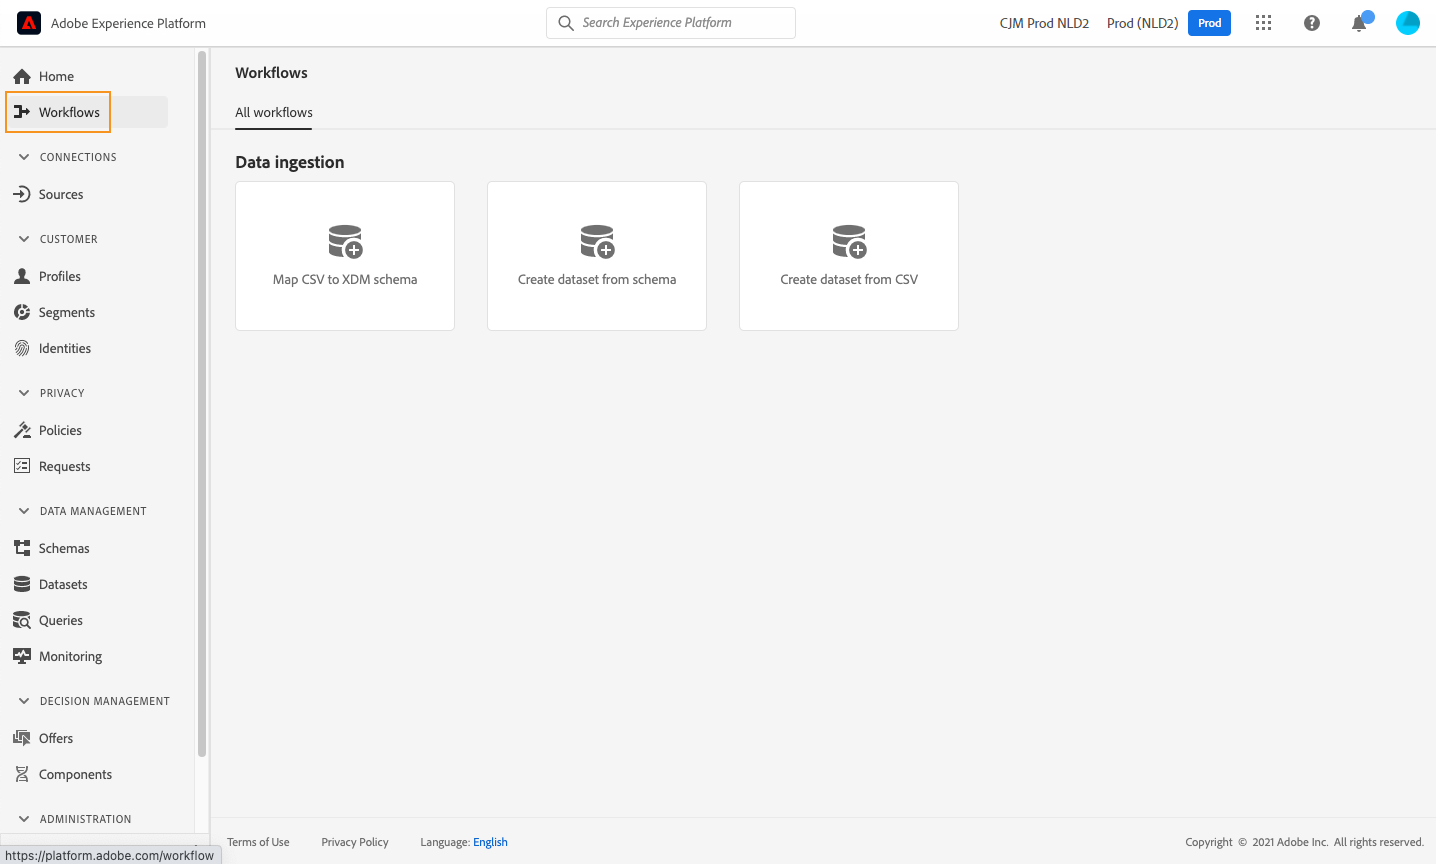 Adobe Experience Platform
Search Experience Platform
CJM Prod NLD2
Prod (NLD2)
Prod
Home
Workflows
CONNECTIONS
Sources
CUSTOMER
Profiles
Segments
Identities
PRIVACY
Policies
Requests
DATA MANAGEMENT
Schemas
Datasets
Queries
Monitoring
DECISION MANAGEMENT
Offers
Components
ADMINISTRATION
Workflows
All workflows
Data ingestion
Map CSV to XDM schema
Create dataset from schema
Create dataset from CSV
Terms of Use
Privacy Policy
Language: English
Copyright © 2021 Adobe Inc. All rights reserved.
https://platform.adobe.com/workflow